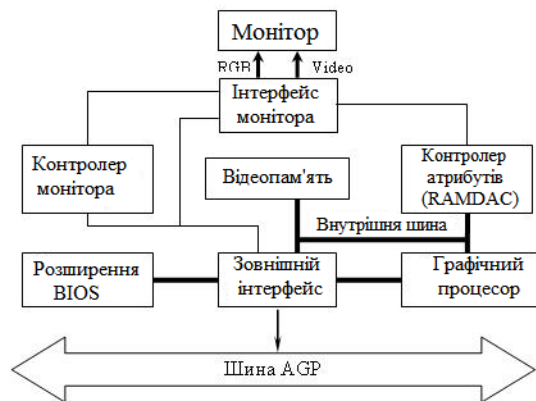 Монітор
RGB
Video
Інтерфейс
монітора
Контролер
монітора
Контролер
атрибутів
(RAMDAC)
Відеопам'ять
Внутрішня шина
Розширення
BIOS
Зовнішній
інтерфейс
Графічний
процесор
Шина AGP